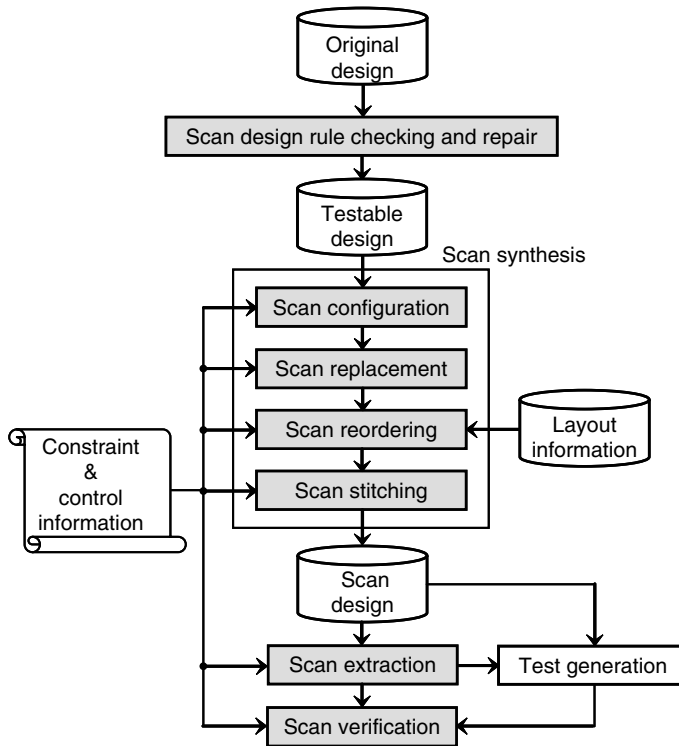 Original
design
Scan design rule checking and repair
Testable
design
Scan synthesis
Scan configuration
Scan replacement
Scan reordering
Layout
information
Constraint
&
control
information
Scan stitching
Scan
design
Scan extraction
Test generation
Scan verification